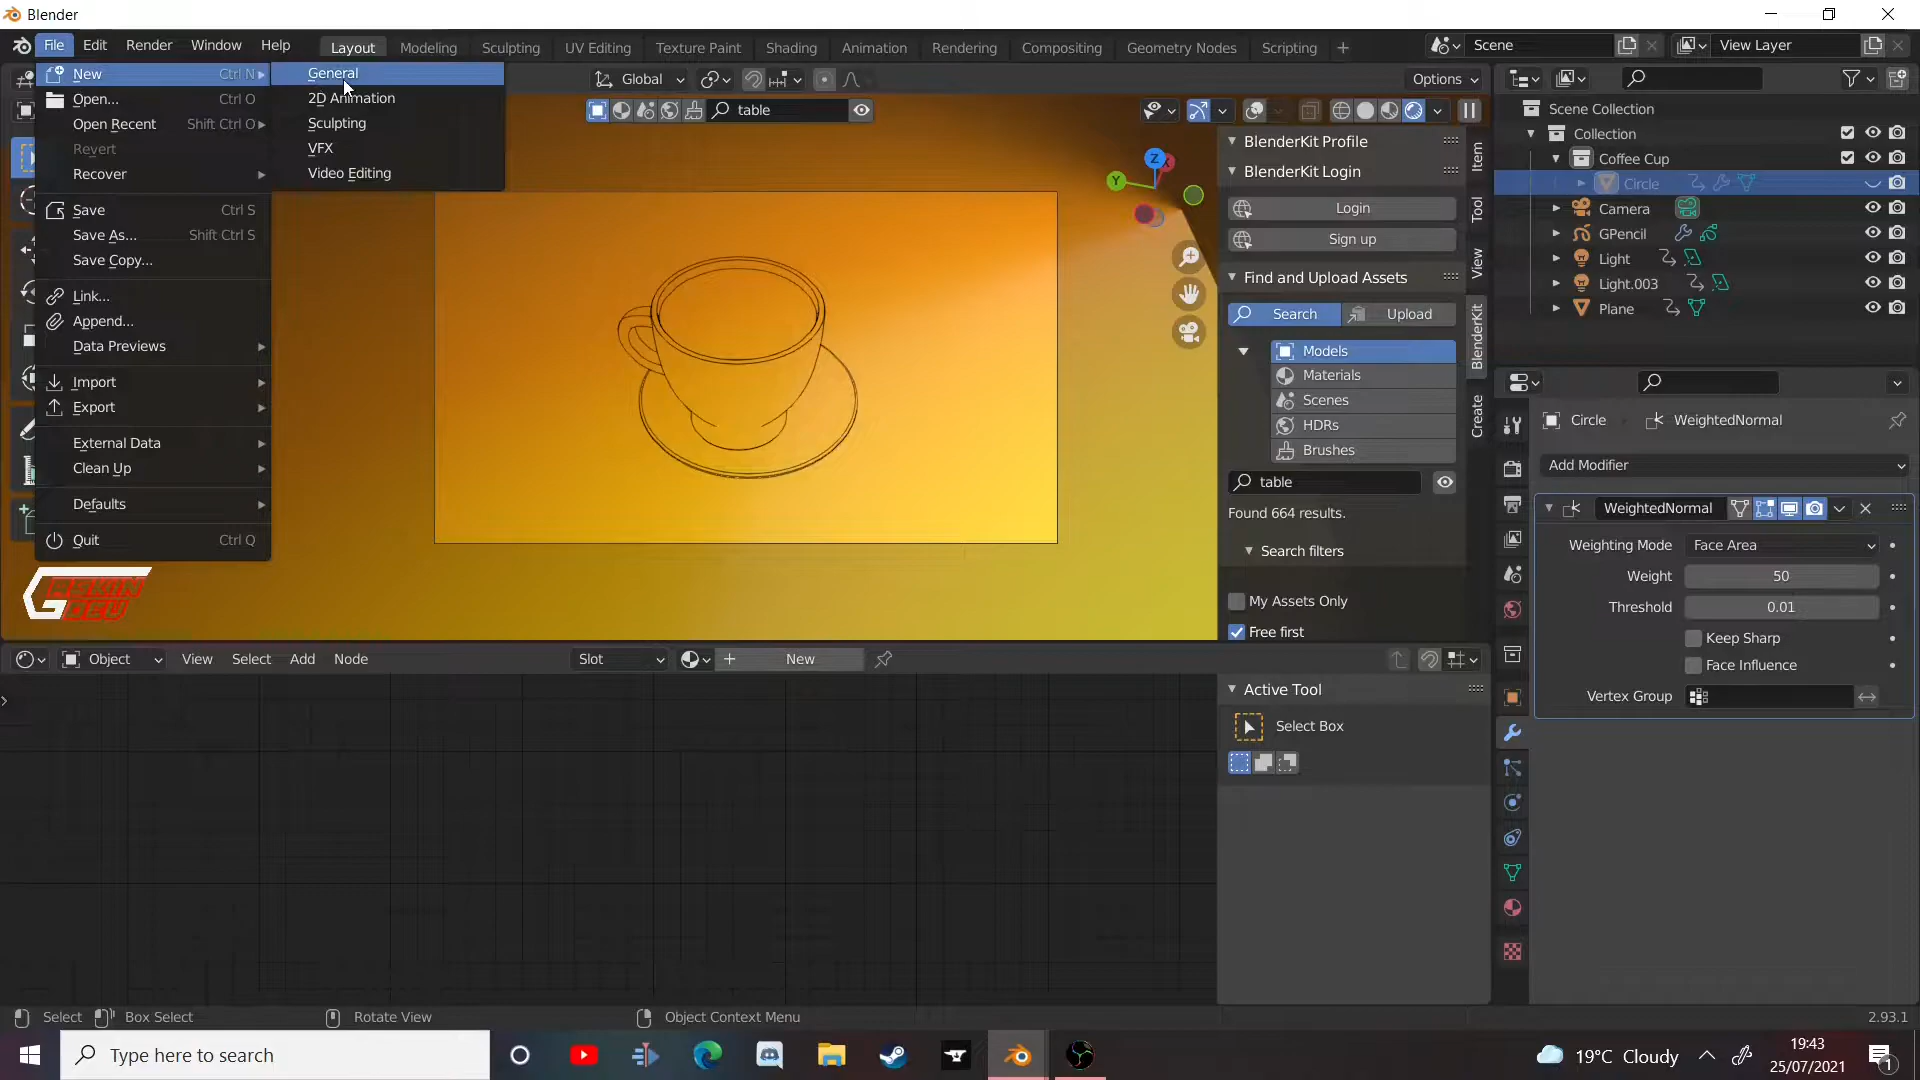 Blender
File Edit Render Window Help Layout Modeling Sculpting UV Editing Texture Paint Shading Animation Rendering Compositing Geometry Nodes Scripting + Scene View Layer
New Ctrl N
Open... Ctrl O
Open Recent Shift Ctrl O
Revert
Recover
Save Ctrl S
Save As... Shift Ctrl S
Save Copy...
Link...
Append...
Data Previews
Import
Export
External Data
Clean Up
Defaults
Quit Ctrl Q
General
2D Animation
Sculpting
VFX
Video Editing
Global
Options
table
Z
Y
X
GASKIN
DEV
BlenderKit Profile
BlenderKit Login
Login
Sign up
Find and Upload Assets
Search Upload
Models
Materials
Scenes
HDRs
Brushes
table
Found 664 results.
Search filters
My Assets Only
Free first
Item
Tool
View
BlenderKit
Create
Scene Collection
Collection
Coffee Cup
Circle
Camera
GPencil
Light
Light.003
Plane
Circle WeightedNormal
Add Modifier
WeightedNormal
Weighting Mode Face Area
Weight 50
Threshold 0.01
Keep Sharp
Face Influence
Vertex Group
Object View Select Add Node Slot + New
Active Tool
Select Box
Select Box Select Rotate View Object Context Menu 2.93.1
Type here to search
19°C Cloudy
19:43
25/07/2021
1